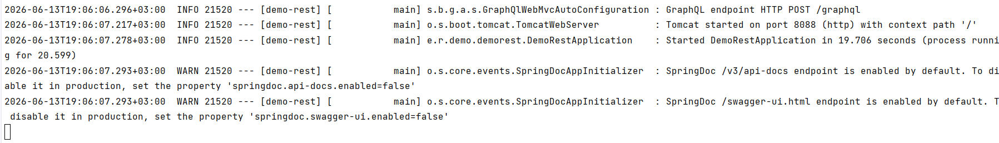 2026-06-13T19:06:06.296+03:00  INFO 21520 --- [demo-rest] [           main] s.b.g.a.s.GraphQlWebMvcAutoConfiguration : GraphQL endpoint HTTP POST /graphql
2026-06-13T19:06:07.217+03:00  INFO 21520 --- [demo-rest] [           main] o.s.boot.tomcat.TomcatWebServer          : Tomcat started on port 8088 (http) with context path '/'
2026-06-13T19:06:07.278+03:00  INFO 21520 --- [demo-rest] [           main] e.r.demo.demorest.DemoRestApplication    : Started DemoRestApplication in 19.706 seconds (process runni
g for 20.599)
2026-06-13T19:06:07.293+03:00  WARN 21520 --- [demo-rest] [           main] o.s.core.events.SpringDocAppInitializer  : SpringDoc /v3/api-docs endpoint is enabled by default. To di
able it in production, set the property 'springdoc.api-docs.enabled=false'
2026-06-13T19:06:07.293+03:00  WARN 21520 --- [demo-rest] [           main] o.s.core.events.SpringDocAppInitializer  : SpringDoc /swagger-ui.html endpoint is enabled by default. T
 disable it in production, set the property 'springdoc.swagger-ui.enabled=false'